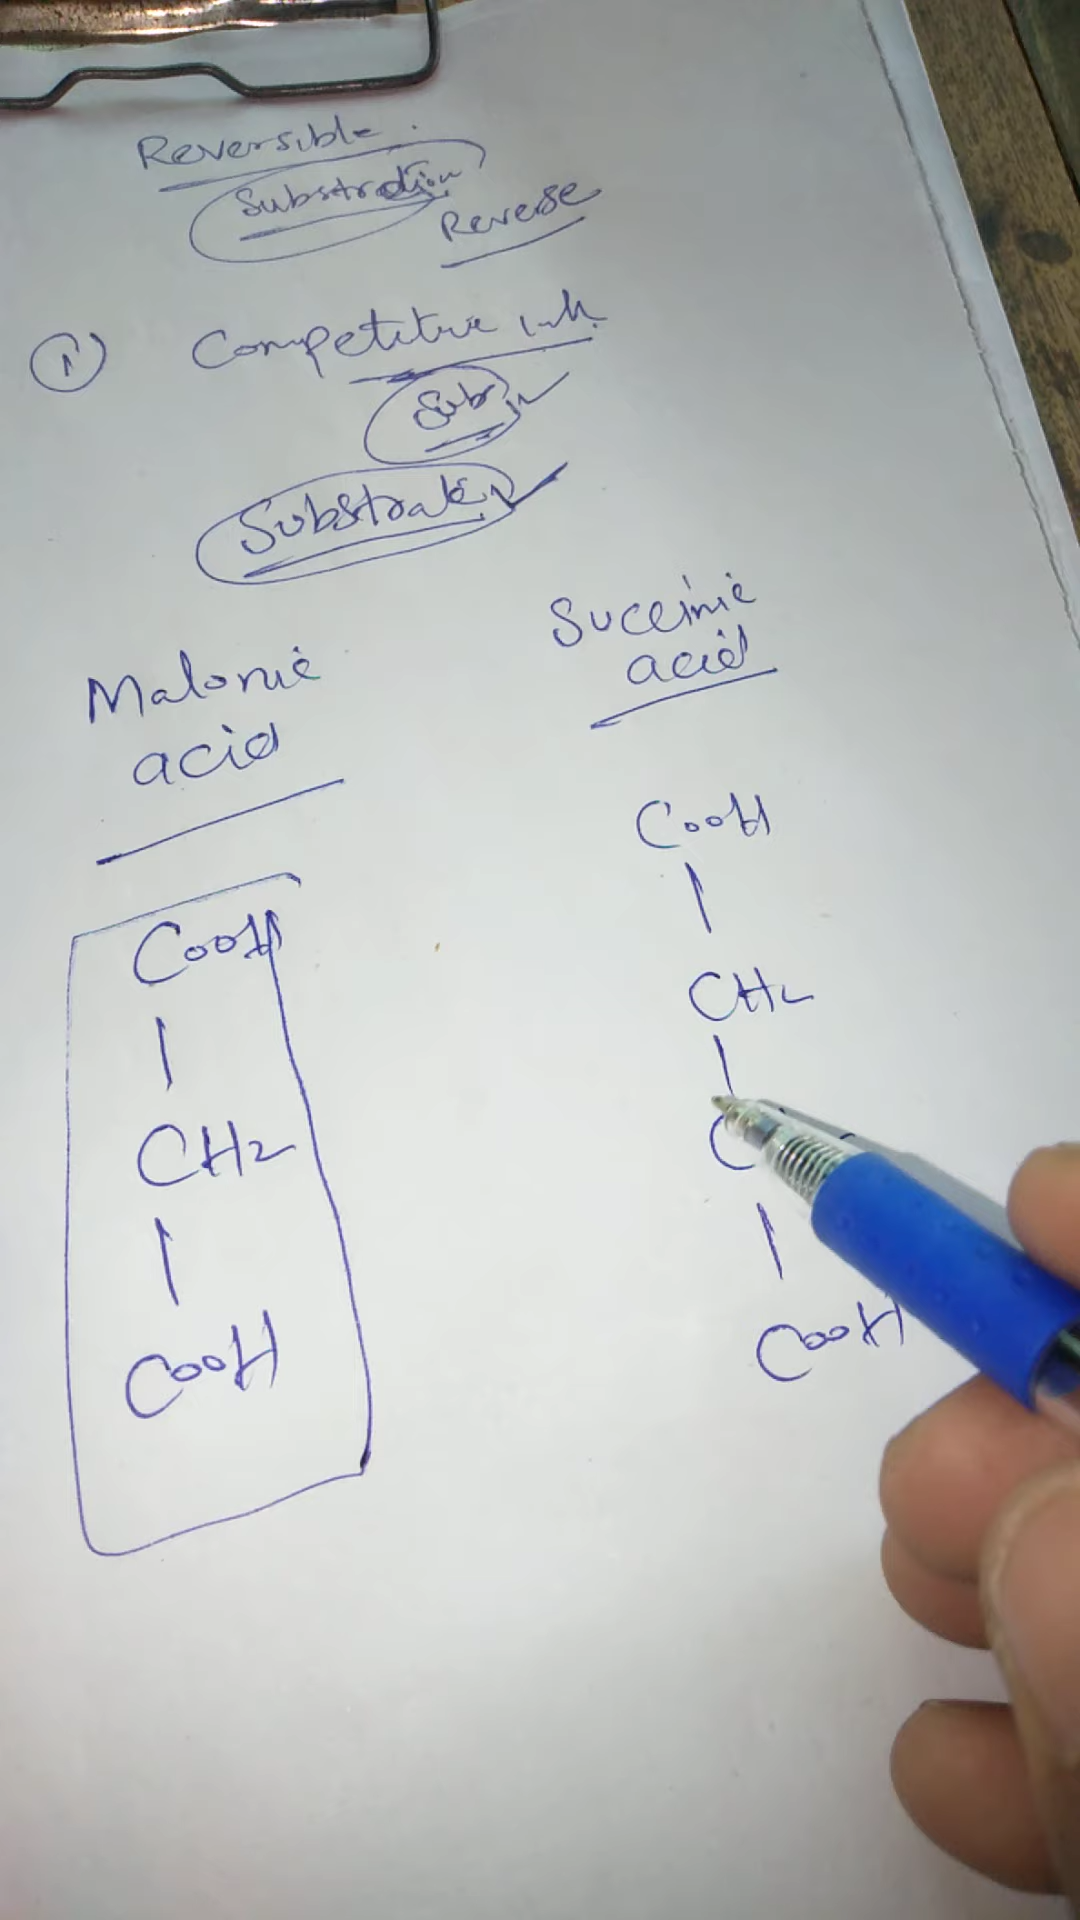 Reversible.
Substration
Reverse
1 Competitive inh.
Sub
Substrate
Malonic
acid
Succinic
acid
COOH
|
CH2
|
COOH
COOH
|
CH2
|
C
|
COOH